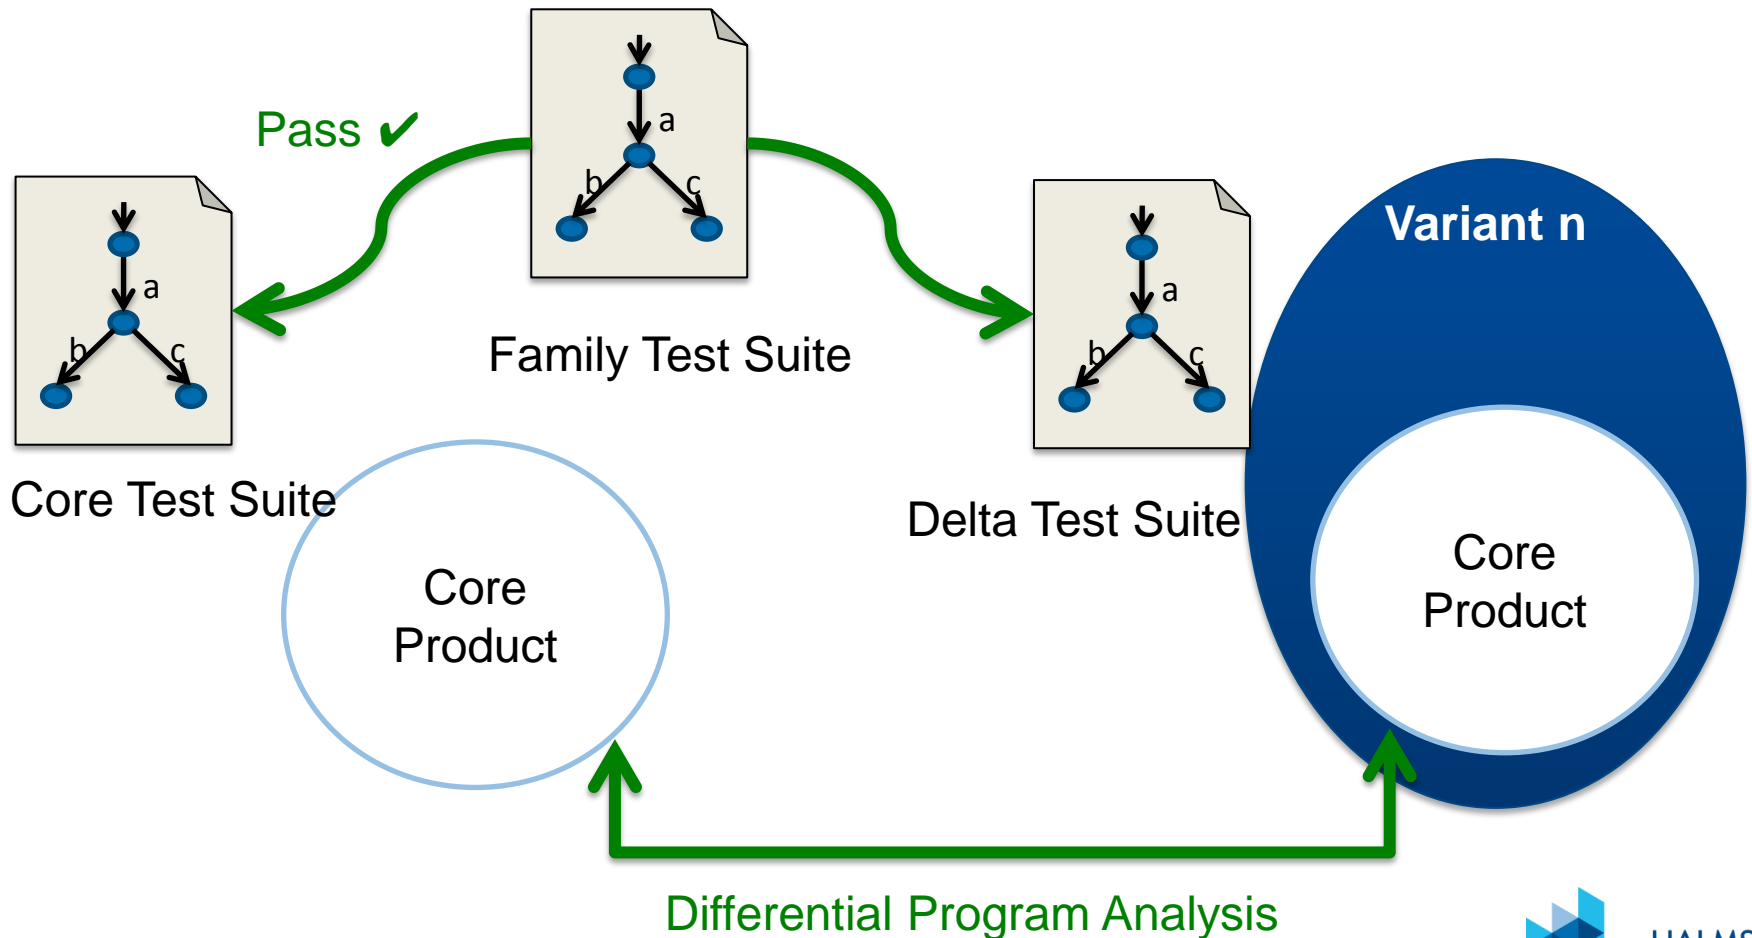 Pass ✔
a
b
c
a
b
c
a
b
c
Family Test Suite
Core Test Suite
Delta Test Suite
Variant n
Core
Product
Core
Product
Differential Program Analysis